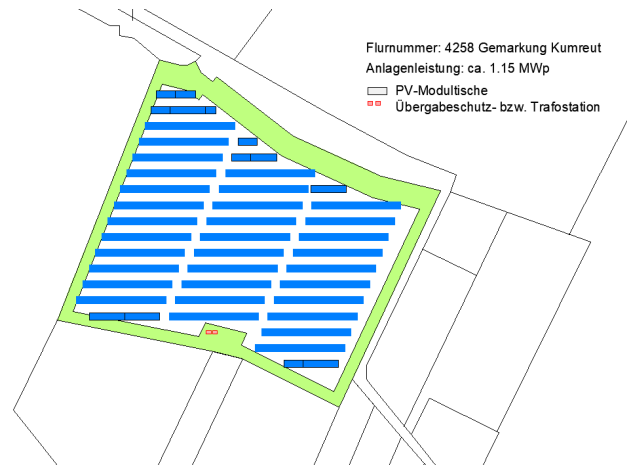 Flurnummer: 4258 Gemarkung Kumreut
Anlagenleistung: ca. 1.15 MWp
PV-Modultische
Übergabeschutz- bzw. Trafostation